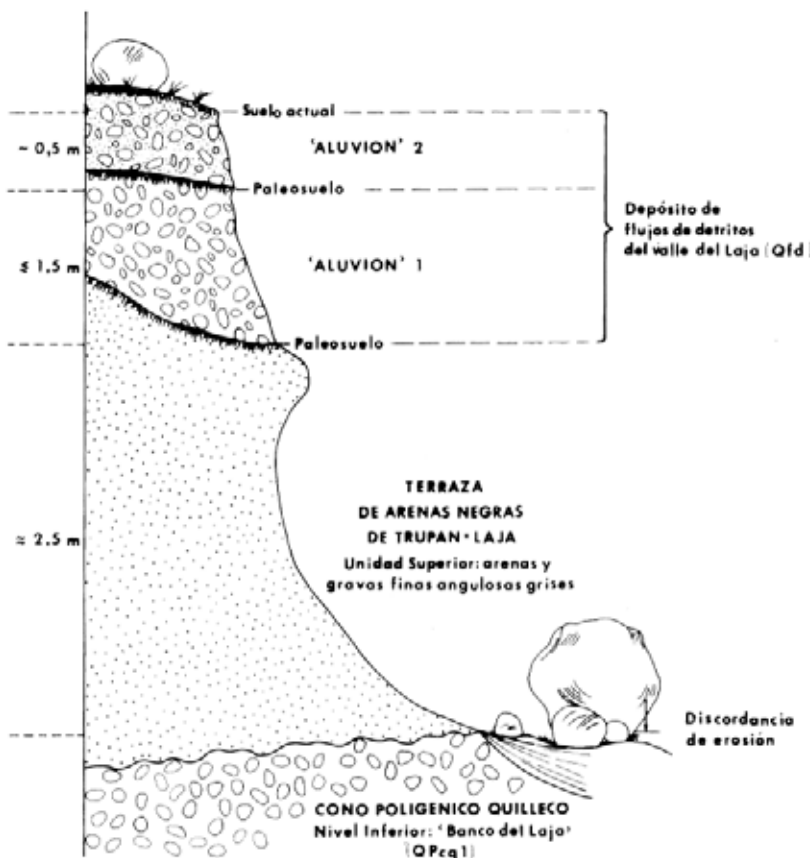 Suelo actual
~ 0,5 m
'ALUVION' 2
Paleosuelo
Depósito de
flujos de detritos
del valle del Laja (Qfd)
≤ 1.5 m
'ALUVION' 1
Paleosuelo
TERRAZA
DE ARENAS NEGRAS
DE TRUPAN - LAJA
≈ 2.5 m
Unidad Superior: arenas y
gravas finas angulosas grises
Discordancia
de erosión
CONO POLIGENICO QUILLECO
Nivel Inferior: 'Banco del Laja'
(QPcq1)